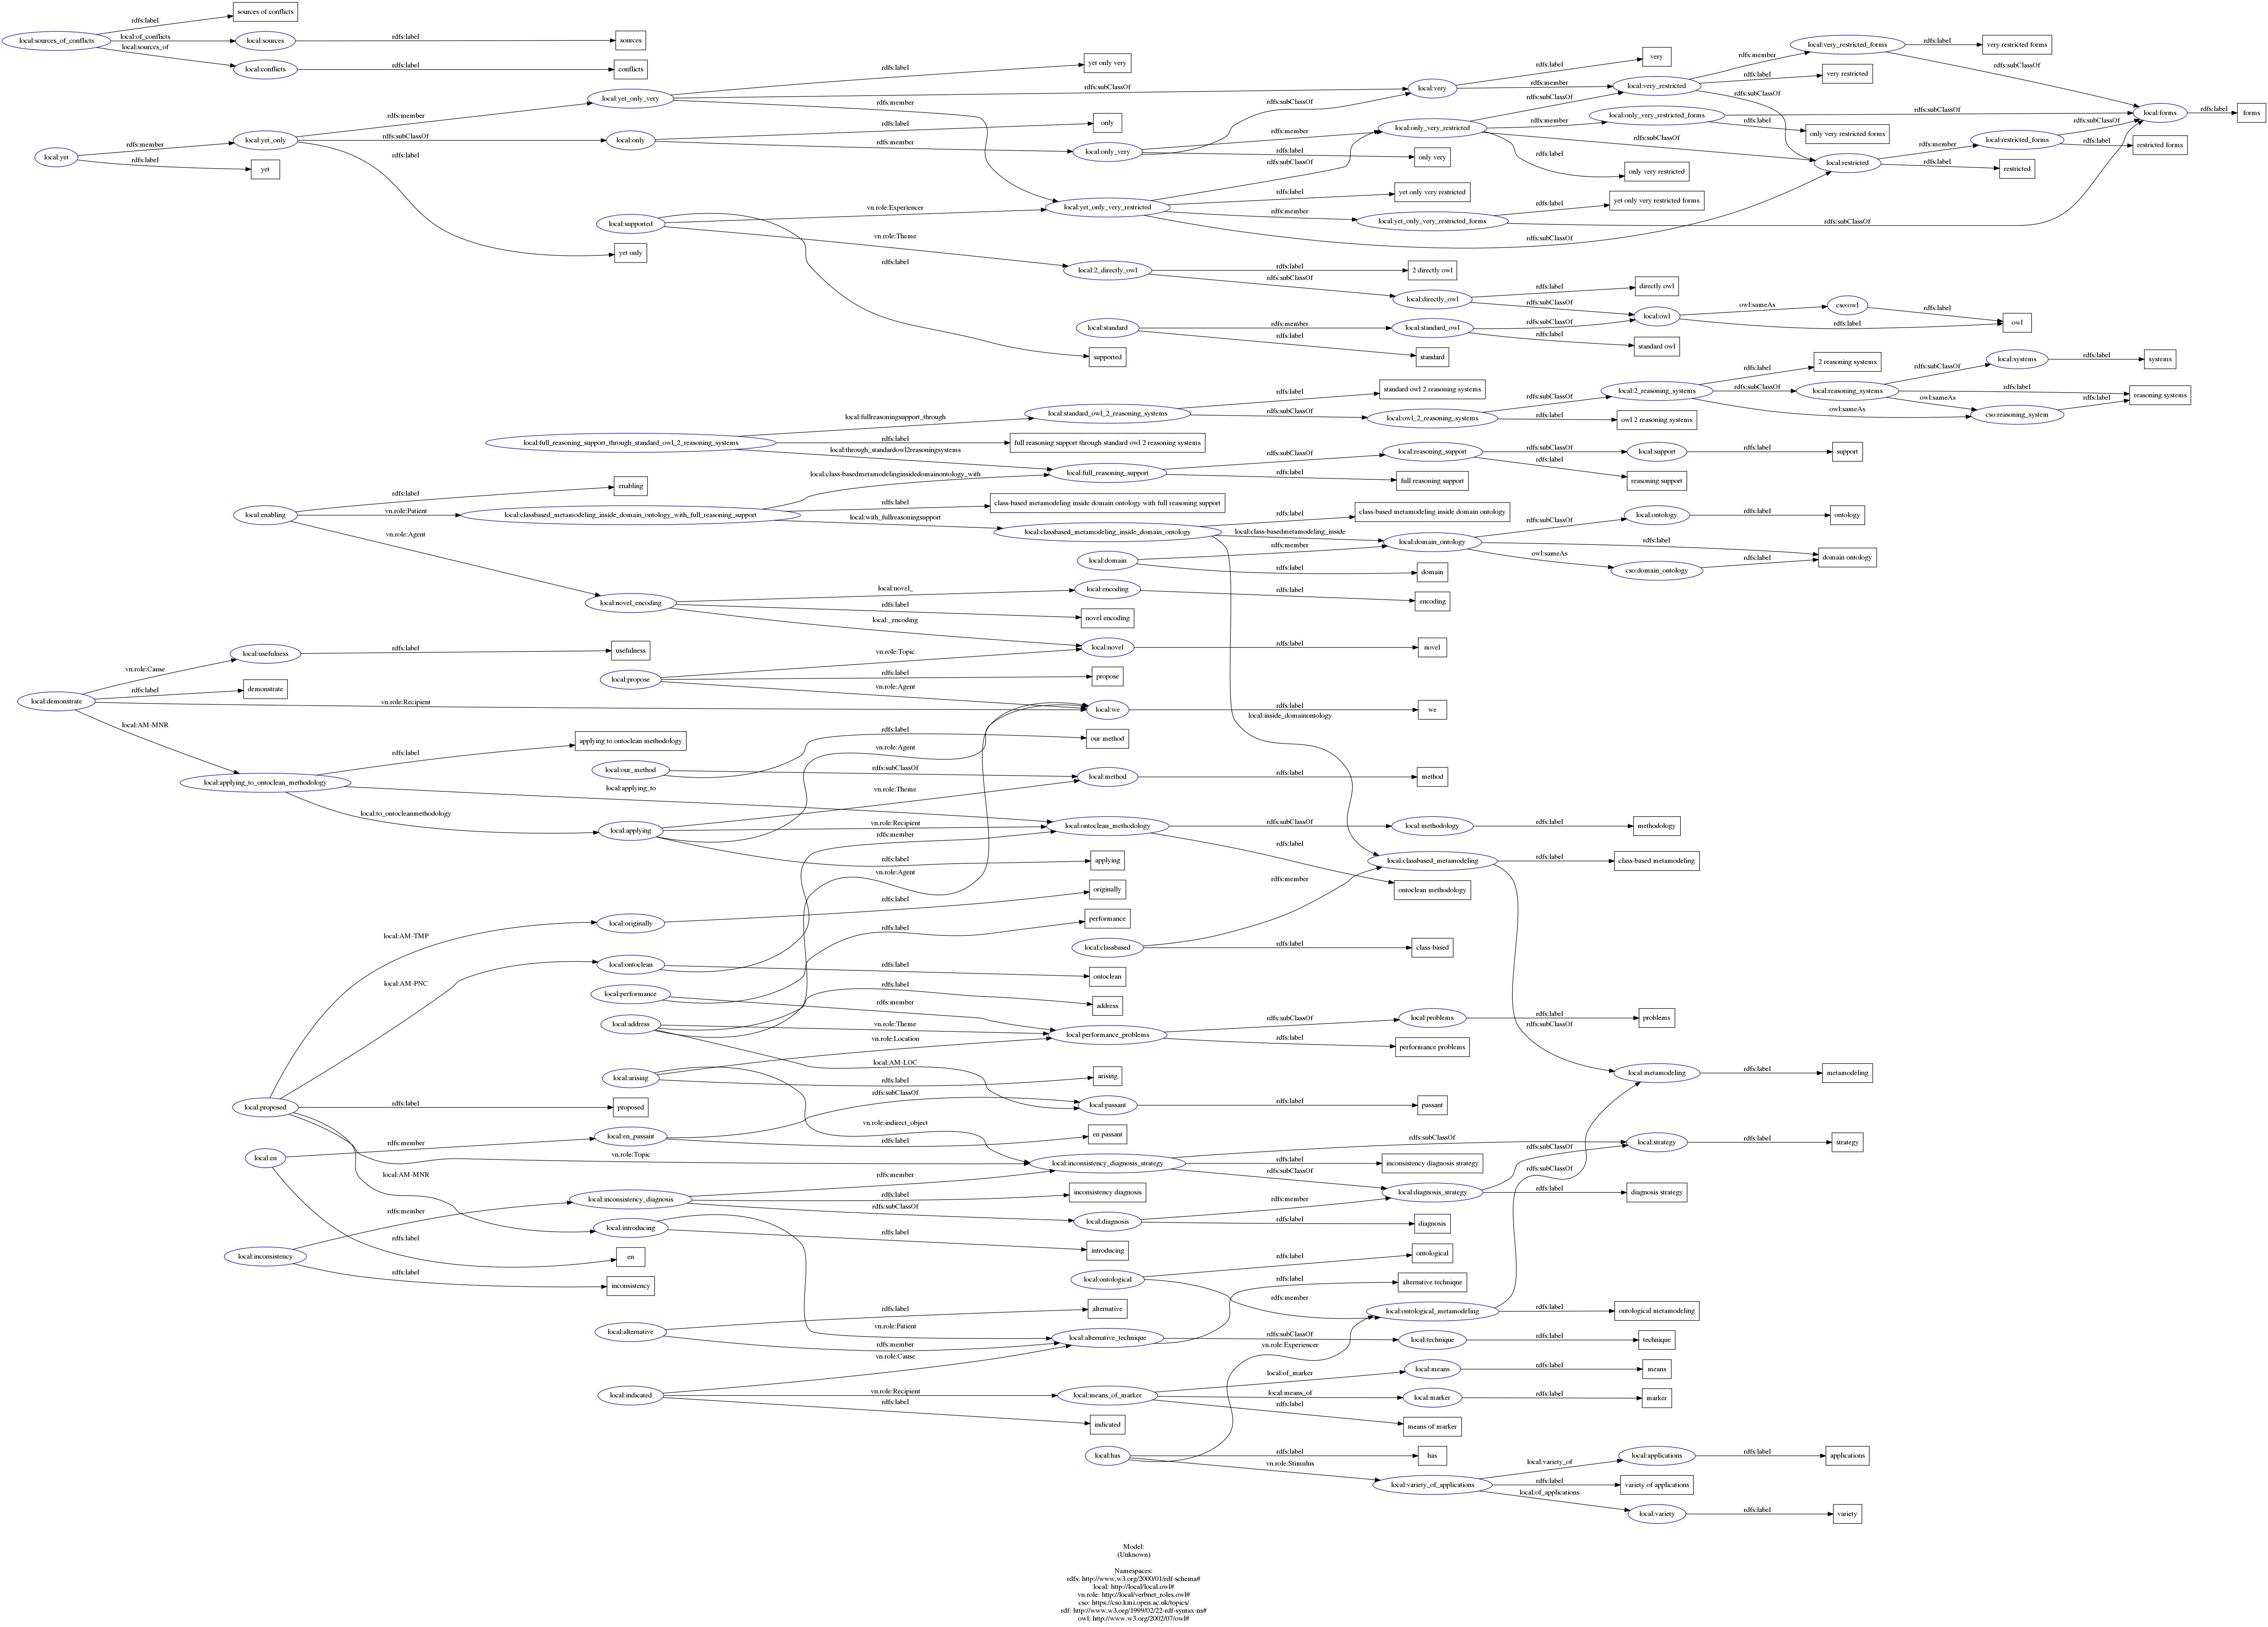 sources of conflicts
rdfs:label
local:sources_of_conflicts
local:of_conflicts
local:sources
rdfs:label
sources
local:sources_of
local:conflicts
rdfs:label
conflicts
local:yet
rdfs:member
rdfs:label
yet
local:yet_only
rdfs:member
rdfs:subClassOf
rdfs:label
yet only
local:yet_only_very
rdfs:label
yet only very
rdfs:subClassOf
rdfs:member
local:only
rdfs:label
only
rdfs:member
local:only_very
rdfs:subClassOf
rdfs:member
rdfs:label
only very
local:very
rdfs:label
very
rdfs:member
local:very_restricted
rdfs:member
rdfs:label
very restricted
rdfs:subClassOf
local:very_restricted_forms
rdfs:label
very restricted forms
rdfs:subClassOf
local:only_very_restricted
rdfs:subClassOf
rdfs:member
rdfs:subClassOf
rdfs:label
only very restricted
local:only_very_restricted_forms
rdfs:subClassOf
rdfs:label
only very restricted forms
local:restricted
rdfs:member
rdfs:label
restricted
local:restricted_forms
rdfs:subClassOf
rdfs:label
restricted forms
local:forms
rdfs:label
forms
local:supported
vn.role:Experiencer
vn.role:Theme
rdfs:label
supported
local:yet_only_very_restricted
rdfs:subClassOf
rdfs:label
yet only very restricted
rdfs:member
rdfs:subClassOf
local:yet_only_very_restricted_forms
rdfs:label
yet only very restricted forms
rdfs:subClassOf
local:2_directly_owl
rdfs:label
2 directly owl
rdfs:subClassOf
local:directly_owl
rdfs:label
directly owl
rdfs:subClassOf
local:owl
owl:sameAs
cso:owl
rdfs:label
rdfs:label
owl
local:standard
rdfs:member
rdfs:label
standard
local:standard_owl
rdfs:subClassOf
rdfs:label
standard owl
local:full_reasoning_support_through_standard_owl_2_reasoning_systems
local:fullreasoningsupport_through
rdfs:label
full reasoning support through standard owl 2 reasoning systems
local:through_standardowl2reasoningsystems
local:standard_owl_2_reasoning_systems
rdfs:label
standard owl 2 reasoning systems
rdfs:subClassOf
local:owl_2_reasoning_systems
rdfs:subClassOf
rdfs:label
owl 2 reasoning systems
local:2_reasoning_systems
rdfs:label
2 reasoning systems
rdfs:subClassOf
owl:sameAs
local:reasoning_systems
rdfs:subClassOf
local:systems
rdfs:label
systems
rdfs:label
reasoning systems
owl:sameAs
cso:reasoning_system
rdfs:label
local:full_reasoning_support
rdfs:subClassOf
rdfs:label
full reasoning support
local:reasoning_support
rdfs:subClassOf
rdfs:label
reasoning support
local:support
rdfs:label
support
local:enabling
rdfs:label
enabling
vn.role:Patient
vn.role:Agent
local:classbased_metamodeling_inside_domain_ontology_with_full_reasoning_support
local:class-basedmetamodelinginsidedomainontology_with
rdfs:label
class-based metamodeling inside domain ontology with full reasoning support
local:with_fullreasoningsupport
local:classbased_metamodeling_inside_domain_ontology
rdfs:label
class-based metamodeling inside domain ontology
local:class-basedmetamodeling_inside
local:inside_domainontology
local:domain
rdfs:member
rdfs:label
domain
local:domain_ontology
rdfs:subClassOf
local:ontology
rdfs:label
ontology
rdfs:label
domain ontology
owl:sameAs
cso:domain_ontology
rdfs:label
local:novel_encoding
local:novel_
local:encoding
rdfs:label
encoding
rdfs:label
novel encoding
local:_encoding
local:novel
rdfs:label
novel
local:demonstrate
vn.role:Cause
local:usefulness
rdfs:label
usefulness
rdfs:label
demonstrate
vn.role:Recipient
local:AM-MNR
local:propose
vn.role:Topic
rdfs:label
propose
vn.role:Agent
local:we
rdfs:label
we
local:applying_to_ontoclean_methodology
rdfs:label
applying to ontoclean methodology
local:applying_to
local:to_ontocleanmethodology
local:our_method
rdfs:label
our method
rdfs:subClassOf
local:method
rdfs:label
method
local:applying
vn.role:Agent
vn.role:Theme
vn.role:Recipient
rdfs:label
applying
local:ontoclean_methodology
rdfs:subClassOf
local:methodology
rdfs:label
methodology
rdfs:label
ontoclean methodology
local:classbased_metamodeling
rdfs:label
class-based metamodeling
rdfs:subClassOf
local:classbased
rdfs:member
rdfs:label
class-based
local:proposed
local:AM-TMP
local:AM-PNC
rdfs:label
proposed
vn.role:Topic
local:AM-MNR
local:originally
rdfs:label
originally
local:ontoclean
rdfs:member
rdfs:label
ontoclean
local:performance
rdfs:label
performance
rdfs:member
local:address
vn.role:Agent
rdfs:label
address
vn.role:Theme
local:AM-LOC
local:performance_problems
rdfs:subClassOf
local:problems
rdfs:label
problems
rdfs:label
performance problems
local:arising
vn.role:Location
rdfs:label
arising
vn.role:indirect_object
local:metamodeling
rdfs:label
metamodeling
local:passant
rdfs:label
passant
local:en
rdfs:member
rdfs:label
en
local:en_passant
rdfs:subClassOf
rdfs:label
en passant
local:inconsistency_diagnosis_strategy
rdfs:subClassOf
rdfs:label
inconsistency diagnosis strategy
rdfs:subClassOf
local:strategy
rdfs:label
strategy
local:diagnosis_strategy
rdfs:subClassOf
rdfs:label
diagnosis strategy
local:inconsistency
rdfs:member
rdfs:label
inconsistency
local:inconsistency_diagnosis
rdfs:member
rdfs:label
inconsistency diagnosis
rdfs:subClassOf
local:diagnosis
rdfs:member
rdfs:label
diagnosis
local:introducing
rdfs:label
introducing
vn.role:Patient
local:ontological
rdfs:label
ontological
rdfs:member
local:ontological_metamodeling
rdfs:subClassOf
rdfs:label
ontological metamodeling
local:alternative
rdfs:label
alternative
rdfs:member
local:alternative_technique
rdfs:label
alternative technique
rdfs:subClassOf
local:technique
rdfs:label
technique
local:indicated
vn.role:Cause
vn.role:Recipient
rdfs:label
indicated
local:means_of_marker
local:of_marker
local:means
rdfs:label
means
local:means_of
local:marker
rdfs:label
marker
rdfs:label
means of marker
local:has
vn.role:Experiencer
rdfs:label
has
vn.role:Stimulus
local:variety_of_applications
local:variety_of
local:applications
rdfs:label
applications
rdfs:label
variety of applications
local:of_applications
local:variety
rdfs:label
variety
Model:
(Unknown)
Namespaces:
rdfs: http://www.w3.org/2000/01/rdf-schema#
local: http://local/local.owl#
vn.role: http://local/verbnet_roles.owl#
cso: https://cso.kmi.open.ac.uk/topics/
rdf: http://www.w3.org/1999/02/22-rdf-syntax-ns#
owl: http://www.w3.org/2002/07/owl#